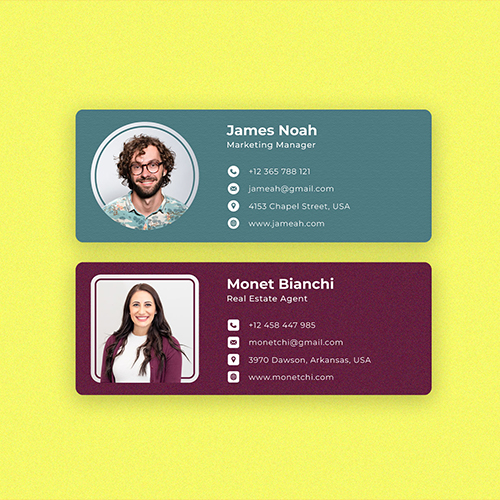 James Noah
Marketing Manager
+12 365 788 121
jameah@gmail.com
4153 Chapel Street, USA
www.jameah.com
Monet Bianchi
Real Estate Agent
+12 458 447 985
monetchi@gmail.com
3970 Dawson, Arkansas, USA
www.monetchi.com